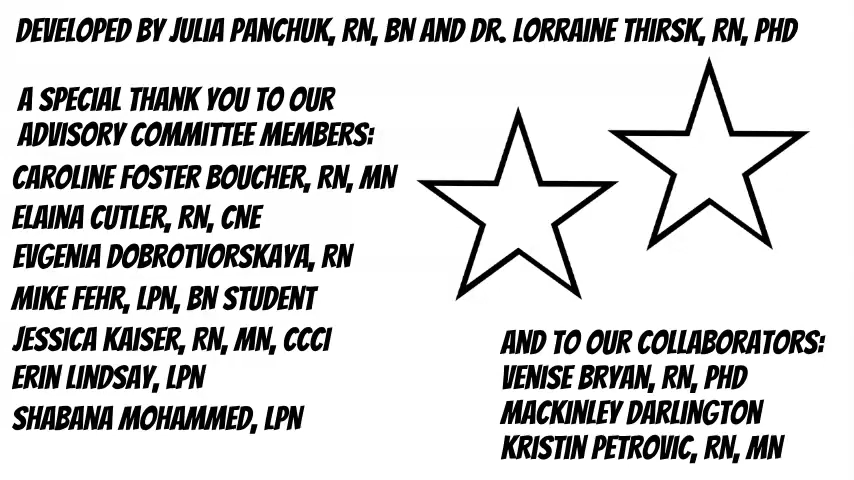 DEVELOPED BY JULIA PANCHUK, RN, BN AND DR. LORRAINE THIRSK, RN, PHD
A SPECIAL THANK YOU TO OUR
ADVISORY COMMITTEE MEMBERS:
CAROLINE FOSTER BOUCHER, RN, MN
ELAINA CUTLER, RN, CNE
EVGENIA DOBROTVORSKAYA, RN
MIKE FEHR, LPN, BN STUDENT
JESSICA KAISER, RN, MN, CCCI
ERIN LINDSAY, LPN
SHABANA MOHAMMED, LPN
AND TO OUR COLLABORATORS:
VENISE BRYAN, RN, PHD
MACKINLEY DARLINGTON
KRISTIN PETROVIC, RN, MN